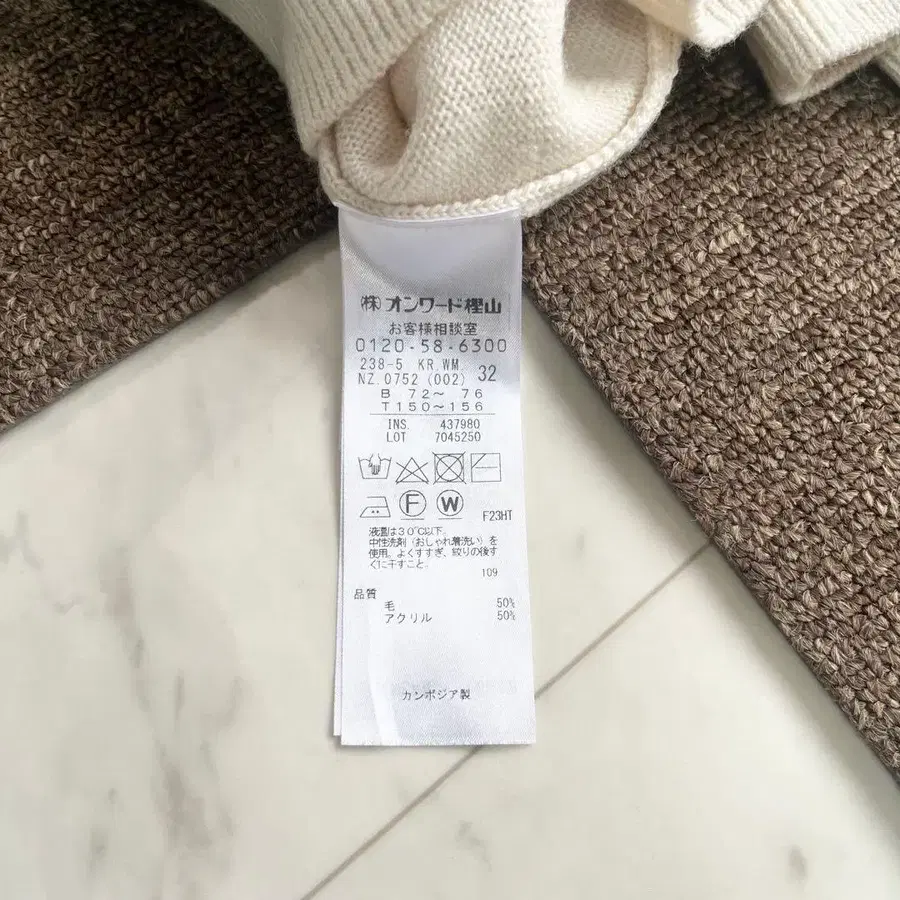 ㈱オンワード樫山
お客様相談室
0120-58-6300
238-5 KR.WM.
NZ.0752 (002) 32
B 72～ 76
T150～156
INS. 437980
LOT 7045250
F W
F23HT
液温は30℃以下、
中性洗剤（おしゃれ着洗い）を
使用。よくすすぎ、絞りの後す
ぐに干すこと。
109
品質
毛 50%
アクリル 50%
カンボジア製